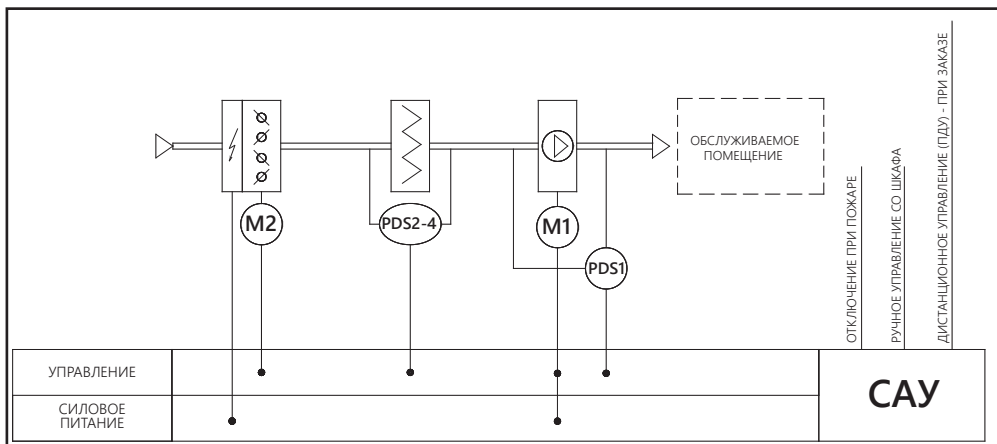 ОБСЛУЖИВАЕМОЕ
ПОМЕЩЕНИЕ
M2
PDS2-4
M1
PDS1
ОТКЛЮЧЕНИЕ ПРИ ПОЖАРЕ
РУЧНОЕ УПРАВЛЕНИЕ СО ШКАФА
ДИСТАНЦИОННОЕ УПРАВЛЕНИЕ (ПДУ) - ПРИ ЗАКАЗЕ
УПРАВЛЕНИЕ
СИЛОВОЕ
ПИТАНИЕ
САУ